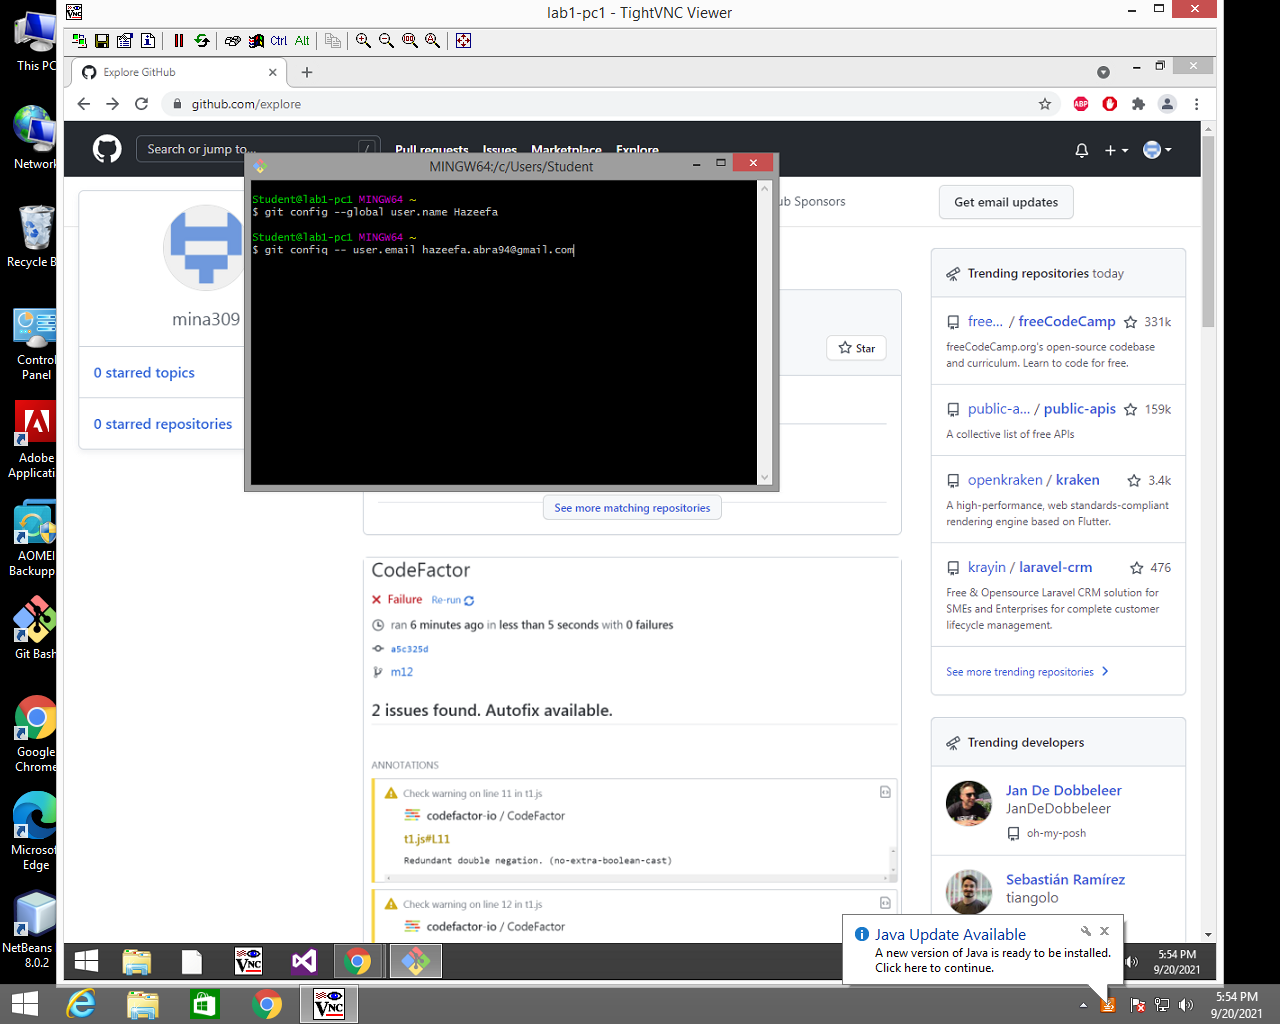 lab1-pc1 - TightVNC Viewer
This PC
Network
Recycle B
Control
Panel
Adobe
Applicati
AOMEI
Backupp
Git Bash
Google
Chrome
Microso
Edge
NetBeans
8.0.2
Ctrl Alt
Explore GitHub
github.com/explore
ABP
Search or jump to...
/
Pull requests Issues Marketplace Explore
MINGW64:/c/Users/Student
Student@lab1-pc1 MINGW64 ~
$ git config --global user.name Hazeefa
Student@lab1-pc1 MINGW64 ~
$ git config -- user.email hazeefa.abra94@gmail.com
mina309
0 starred topics
0 starred repositories
ub Sponsors
Get email updates
Star
See more matching repositories
Trending repositories today
free... / freeCodeCamp 331k
freeCodeCamp.org's open-source codebase
and curriculum. Learn to code for free.
public-a... / public-apis 159k
A collective list of free APIs
openkraken / kraken 3.4k
A high-performance, web standards-compliant
rendering engine based on Flutter.
krayin / laravel-crm 476
Free & Opensource Laravel CRM solution for
SMEs and Enterprises for complete customer
lifecycle management.
See more trending repositories
CodeFactor
Failure Re-run
ran 6 minutes ago in less than 5 seconds with 0 failures
a5c325d
m12
2 issues found. Autofix available.
ANNOTATIONS
Check warning on line 11 in t1.js
codefactor-io / CodeFactor
t1.js#L11
Redundant double negation. (no-extra-boolean-cast)
Check warning on line 12 in t1.js
codefactor-io / CodeFactor
Trending developers
Jan De Dobbeleer
JanDeDobbeleer
oh-my-posh
Sebastián Ramírez
tiangolo
Java Update Available
A new version of Java is ready to be installed.
Click here to continue.
VNC
5:54 PM
9/20/2021
VNC
5:54 PM
9/20/2021